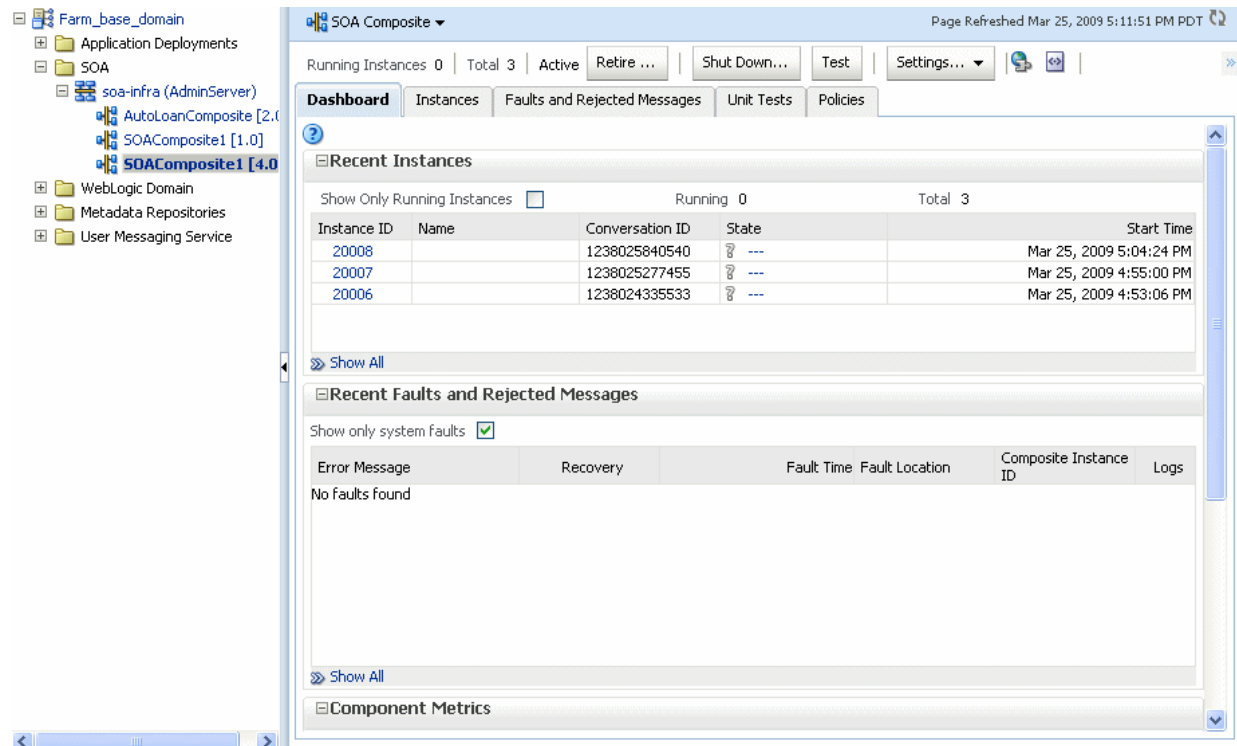 Farm_base_domain
Application Deployments
SOA
soa-infra (AdminServer)
AutoLoanComposite [2.0
SOAComposite1 [1.0]
SOAComposite1 [4.0
WebLogic Domain
Metadata Repositories
User Messaging Service
SOA Composite
Page Refreshed Mar 25, 2009 5:11:51 PM PDT
Running Instances 0 Total 3 Active Retire ... Shut Down... Test Settings...
Dashboard Instances Faults and Rejected Messages Unit Tests Policies
Recent Instances
Show Only Running Instances Running 0 Total 3
Instance ID Name Conversation ID State Start Time
20008 1238025840540 --- Mar 25, 2009 5:04:24 PM
20007 1238025277455 --- Mar 25, 2009 4:55:00 PM
20006 1238024335533 --- Mar 25, 2009 4:53:06 PM
Show All
Recent Faults and Rejected Messages
Show only system faults
Error Message Recovery Fault Time Fault Location Composite Instance ID Logs
No faults found
Show All
Component Metrics